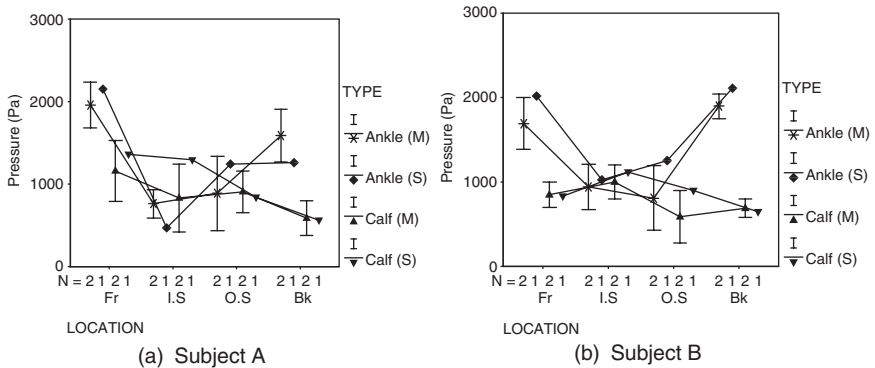 3000
2000
1000
0
Pressure (Pa)
N = 2 1 2 1 2 1 2 1 2 1 2 1 2 1 2 1
Fr I.S O.S Bk
LOCATION
TYPE
Ankle (M)
Ankle (S)
Calf (M)
Calf (S)
(a) Subject A
3000
2000
1000
0
Pressure (Pa)
N = 2 1 2 1 2 1 2 1 2 1 2 1 2 1 2 1
Fr I.S O.S Bk
LOCATION
TYPE
Ankle (M)
Ankle (S)
Calf (M)
Calf (S)
(b) Subject B